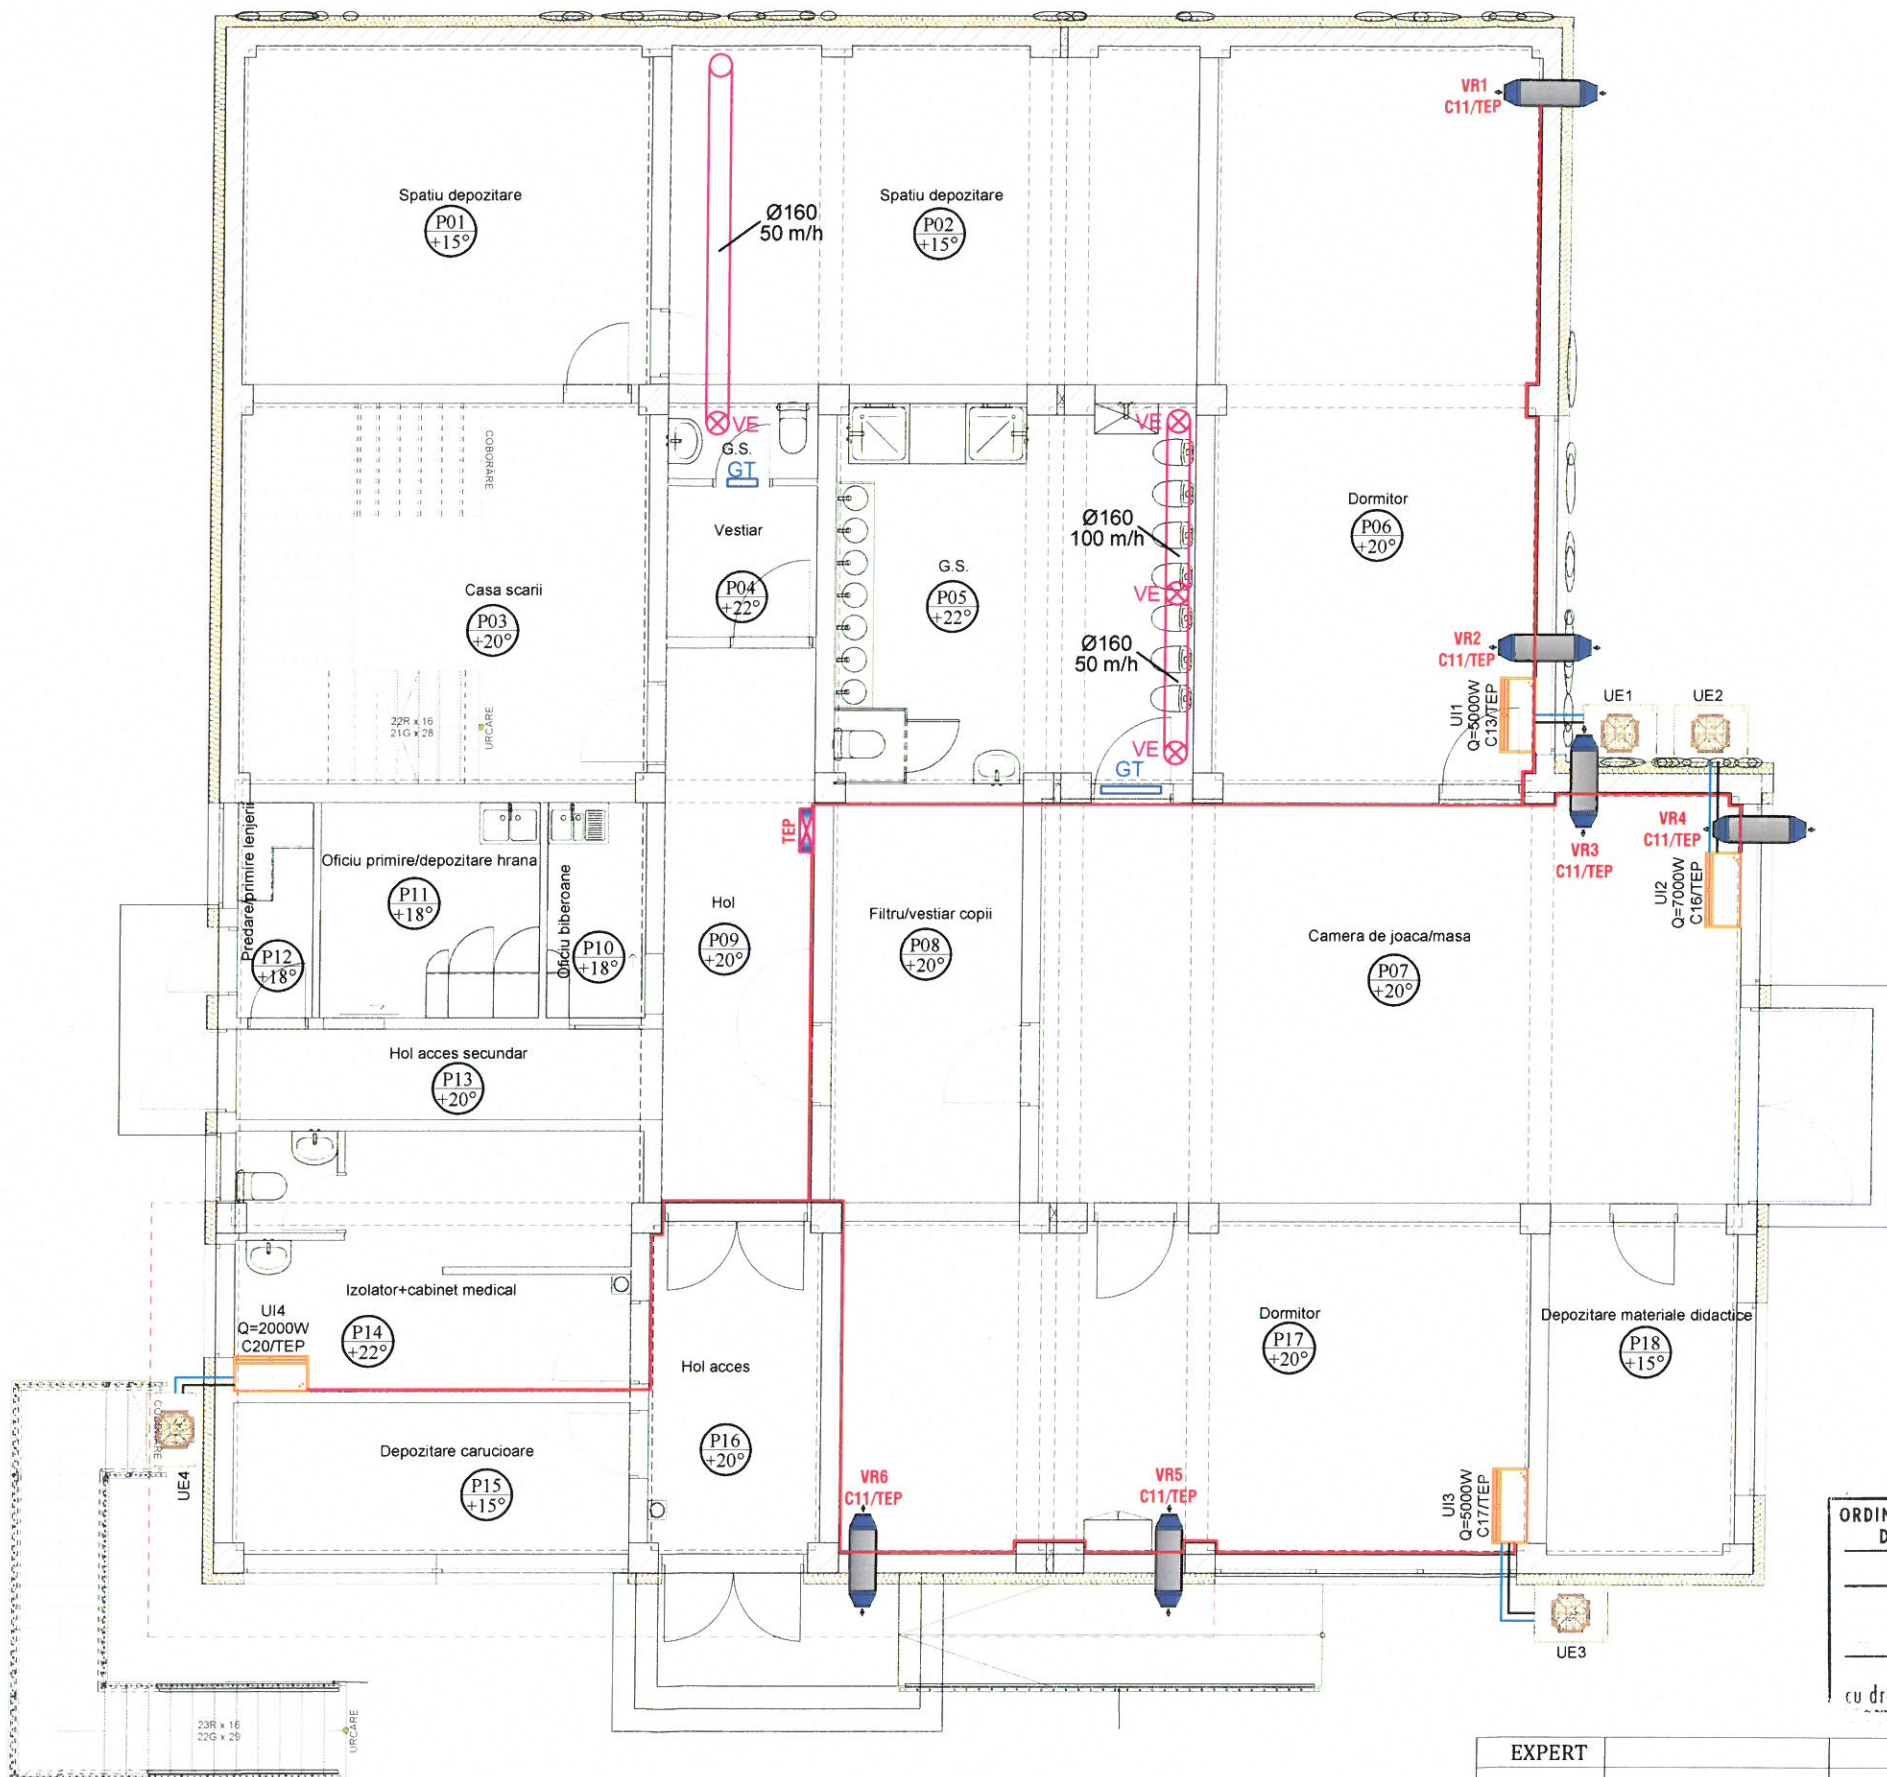 VR1
C11/TEP
Spatiu depozitare
P01
+15°
Ø160
50 m/h
Spatiu depozitare
P02
+15°
VE
G.S.
GT
COBORARE
VE
Vestiar
P04
+22°
Casa scarii
P03
+20°
22R x 16
21G x 28
URCARE
G.S.
P05
+22°
Ø160
100 m/h
VE
Ø160
50 m/h
VE
GT
Dormitor
P06
+20°
VR2
C11/TEP
UI1
Q=5000W
C13/TEP
UE1
UE2
VR3
C11/TEP
VR4
C11/TEP
UI2
Q=7000W
C16/TEP
TEP
Predare/primire lenjerii
P12
+18°
Oficiu primire/depozitare hrana
P11
+18°
Oficiu biberoane
P10
+18°
Hol
P09
+20°
Filtru/vestiar copii
P08
+20°
Camera de joaca/masa
P07
+20°
Hol acces secundar
P13
+20°
Izolator+cabinet medical
P14
+22°
UI4
Q=2000W
C20/TEP
COBORARE
UE4
Depozitare carucioare
P15
+15°
Hol acces
P16
+20°
Dormitor
P17
+20°
Depozitare materiale didactice
P18
+15°
VR6
C11/TEP
VR5
C11/TEP
UI3
Q=5000W
C17/TEP
UE3
23R x 16
22G x 29
URCARE
ORDIN
D
cu dr
EXPERT